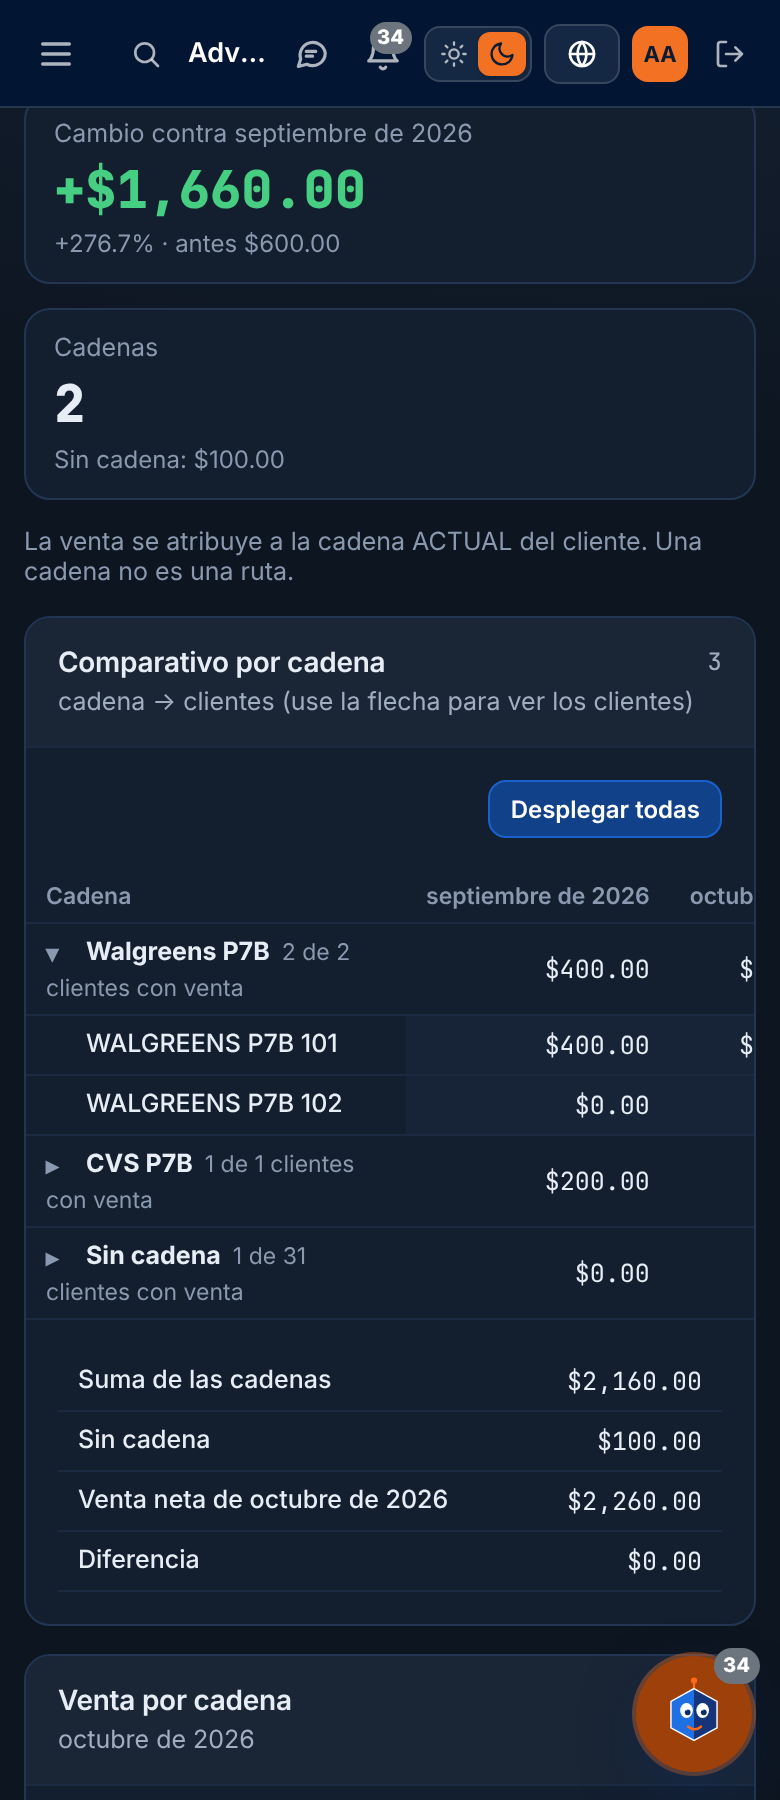 Adv...
34
AA
Cambio contra septiembre de 2026
+$1,660.00
+276.7% · antes $600.00
Cadenas
2
Sin cadena: $100.00
La venta se atribuye a la cadena ACTUAL del cliente. Una
cadena no es una ruta.
Comparativo por cadena 3
cadena → clientes (use la flecha para ver los clientes)
Desplegar todas
Cadena septiembre de 2026 octub
▼ Walgreens P7B 2 de 2
clientes con venta $400.00 $
WALGREENS P7B 101 $400.00 $
WALGREENS P7B 102 $0.00
▶ CVS P7B 1 de 1 clientes
con venta $200.00
▶ Sin cadena 1 de 31
clientes con venta $0.00
Suma de las cadenas $2,160.00
Sin cadena $100.00
Venta neta de octubre de 2026 $2,260.00
Diferencia $0.00
Venta por cadena
octubre de 2026
34